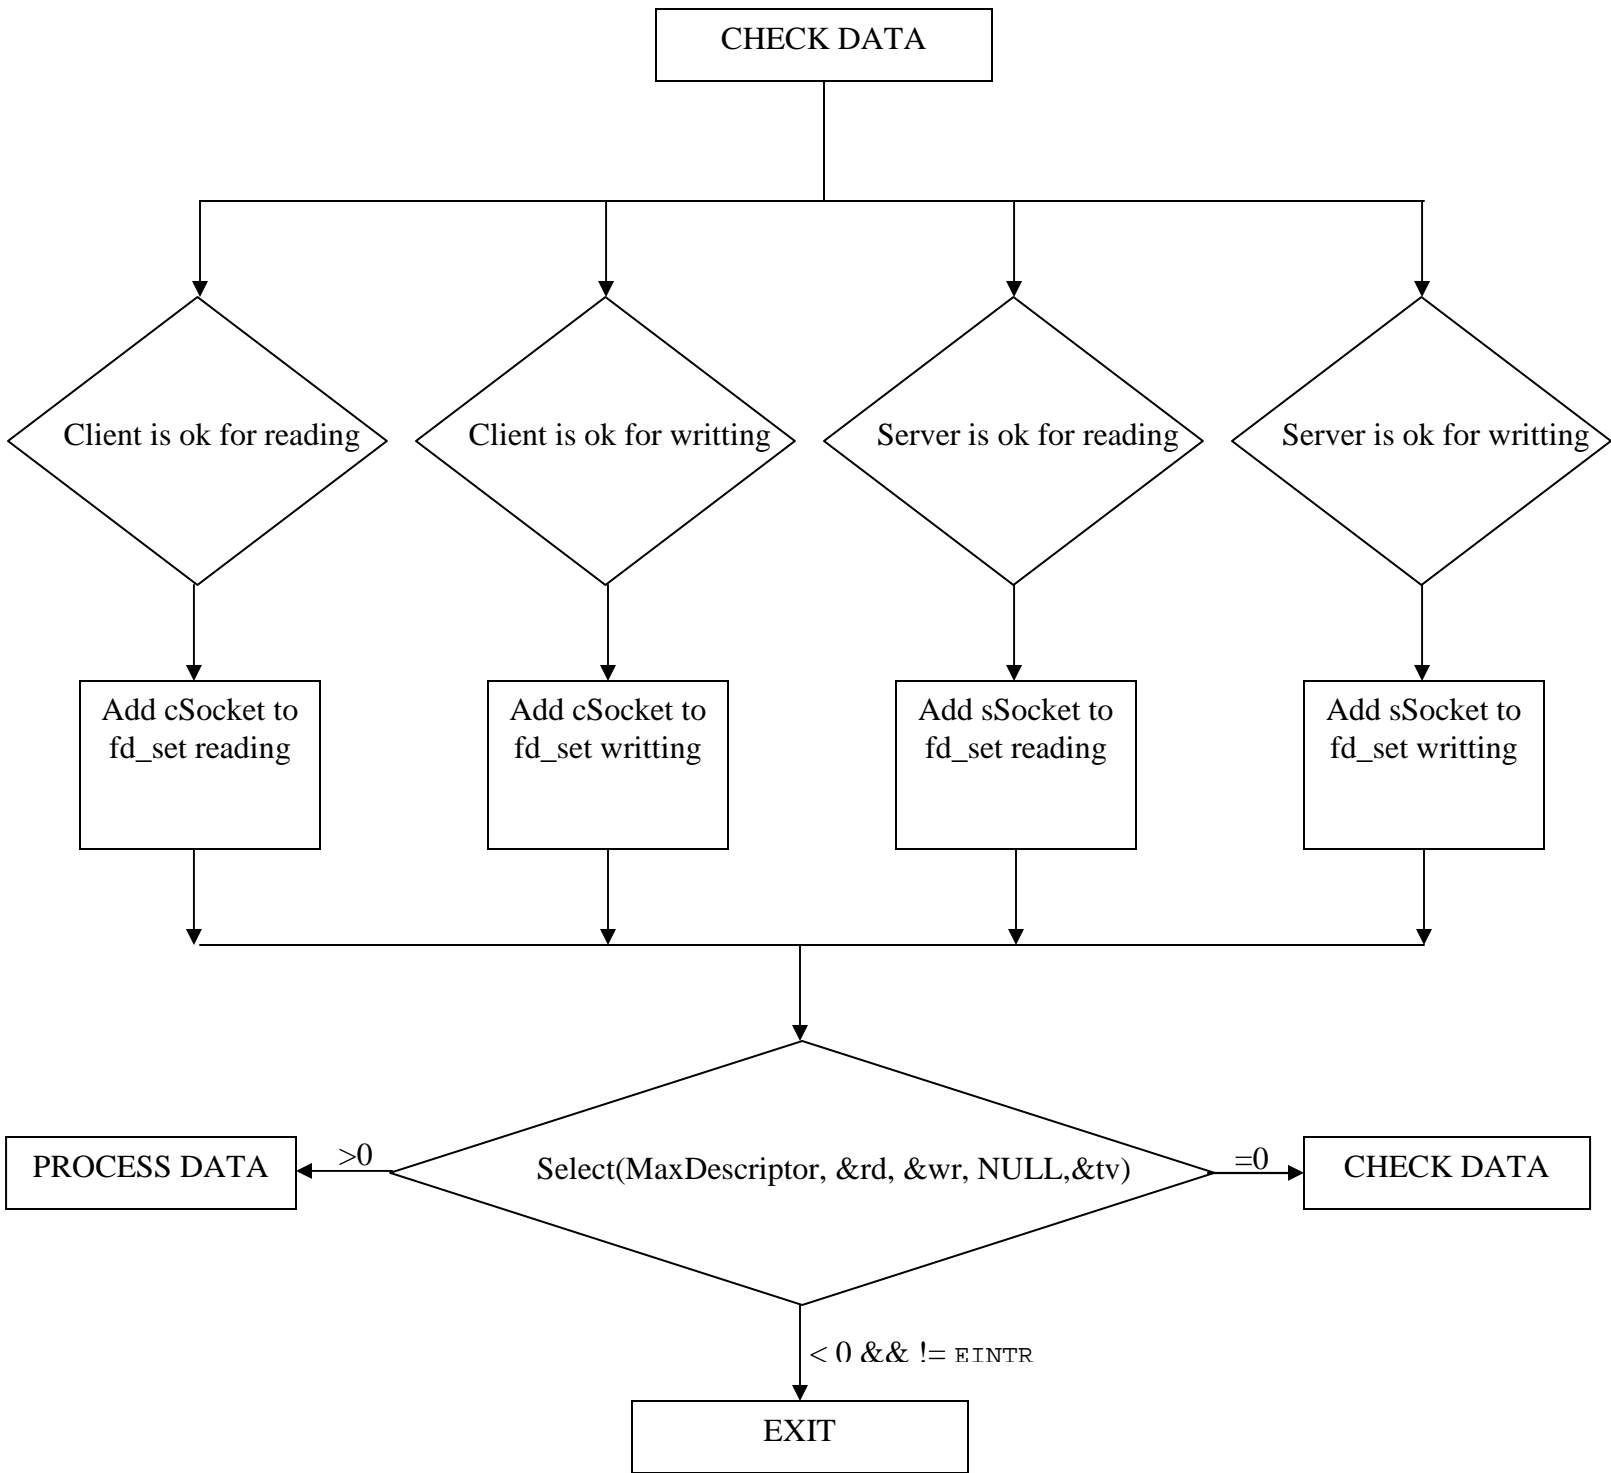 CHECK DATA
Client is ok for reading
Client is ok for writting
Server is ok for reading
Server is ok for writting
Add cSocket to
fd_set reading
Add cSocket to
fd_set writting
Add sSocket to
fd_set reading
Add sSocket to
fd_set writting
PROCESS DATA
>0
Select(MaxDescriptor, &rd, &wr, NULL,&tv)
=0
CHECK DATA
< 0 && != EINTR
EXIT